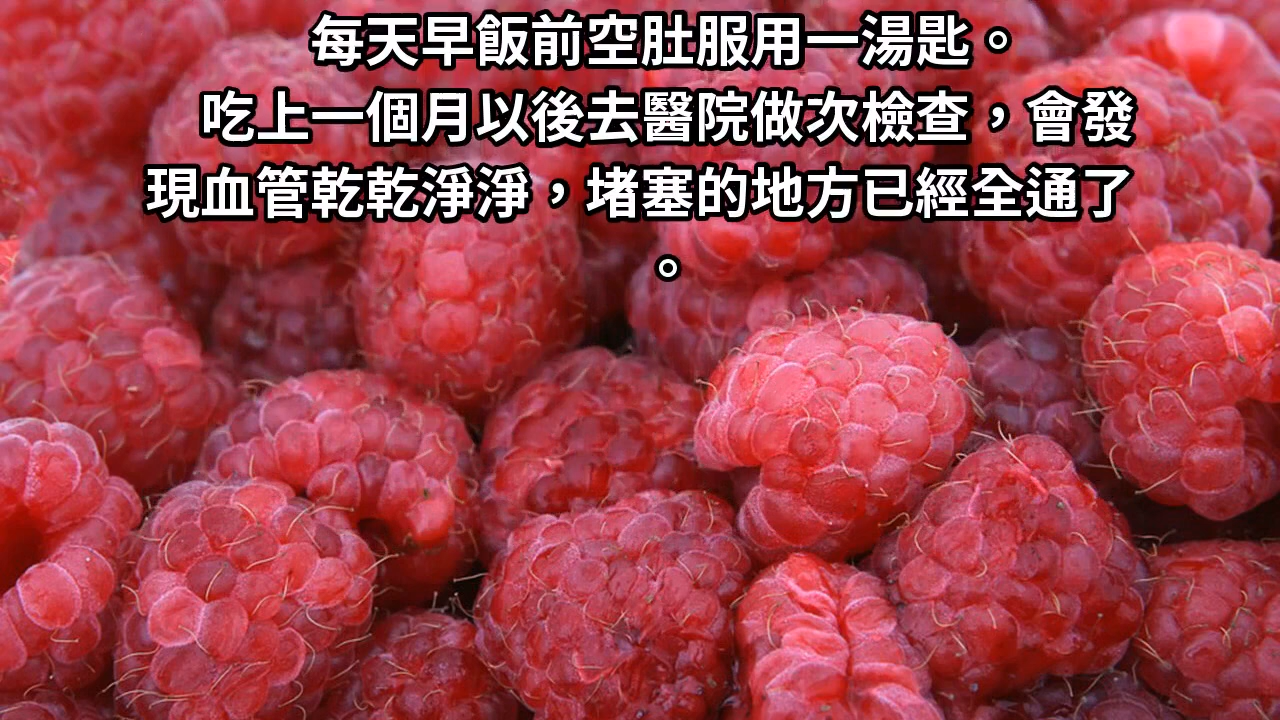 每天早飯前空肚服用一湯匙。
吃上一個月以後去醫院做次檢查，會發
現血管乾乾淨淨，堵塞的地方已經全通了
。